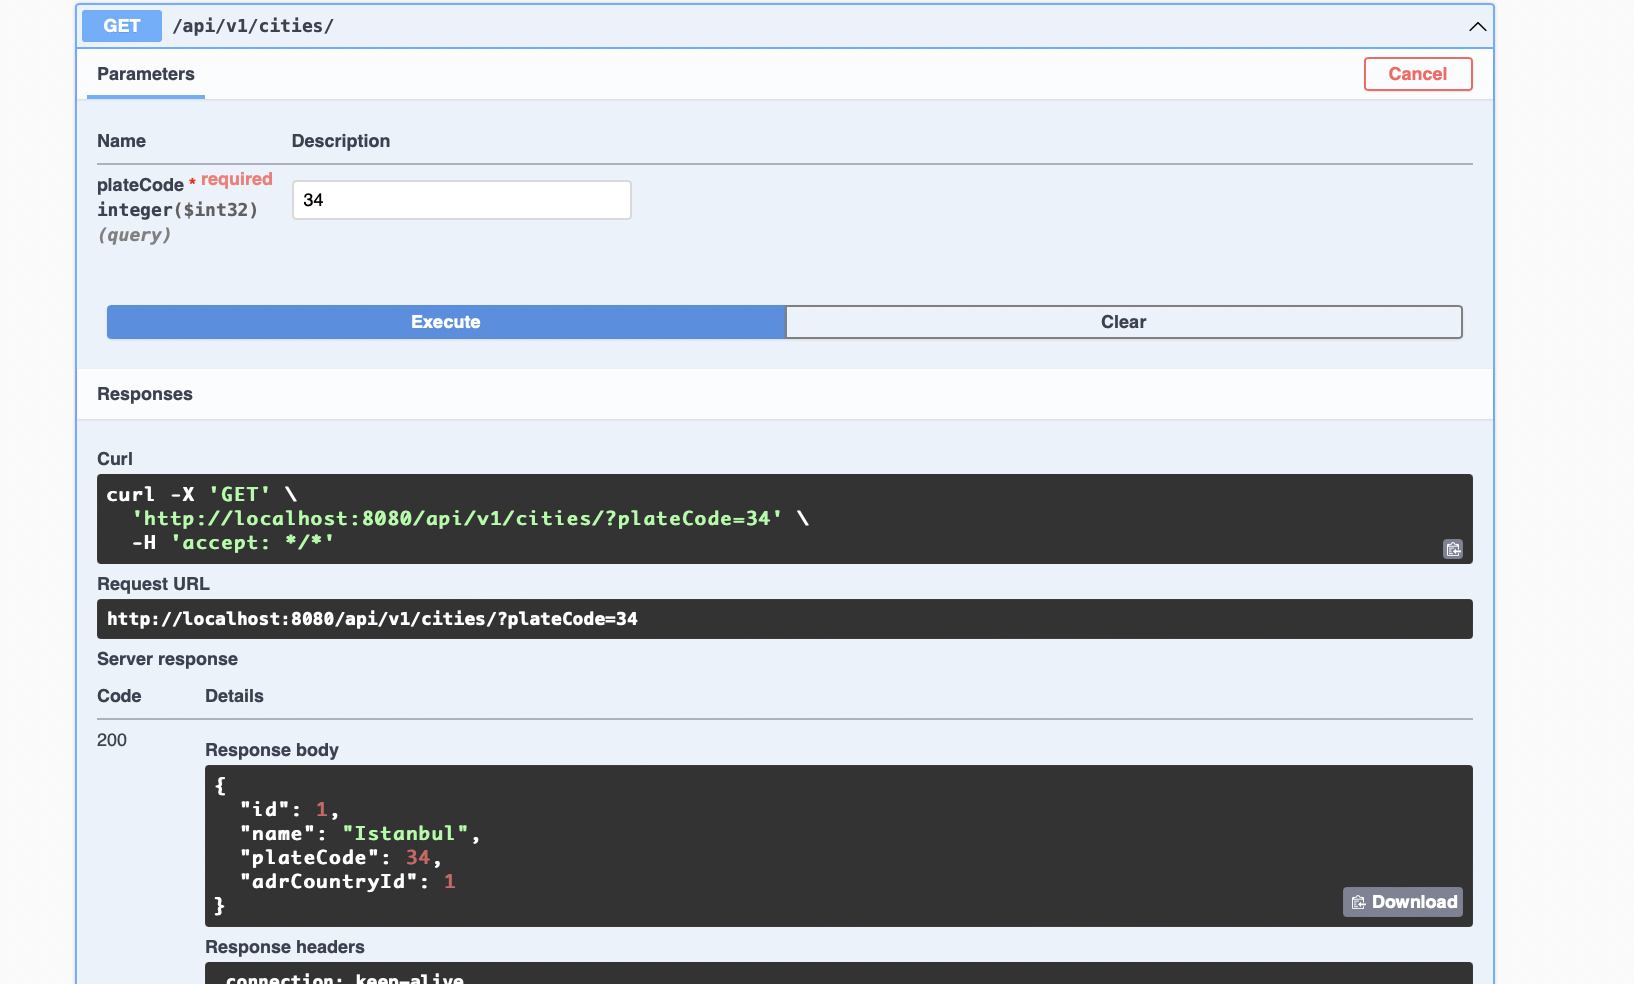 GET /api/v1/cities/
Parameters
Cancel
Name Description
plateCode * required
integer($int32)
(query)
34
Execute Clear
Responses
Curl
curl -X 'GET' \
'http://localhost:8080/api/v1/cities/?plateCode=34' \
-H 'accept: */*'
Request URL
http://localhost:8080/api/v1/cities/?plateCode=34
Server response
Code Details
200
Response body
{
"id": 1,
"name": "Istanbul",
"plateCode": 34,
"adrCountryId": 1
}
Download
Response headers
connection: keep-alive